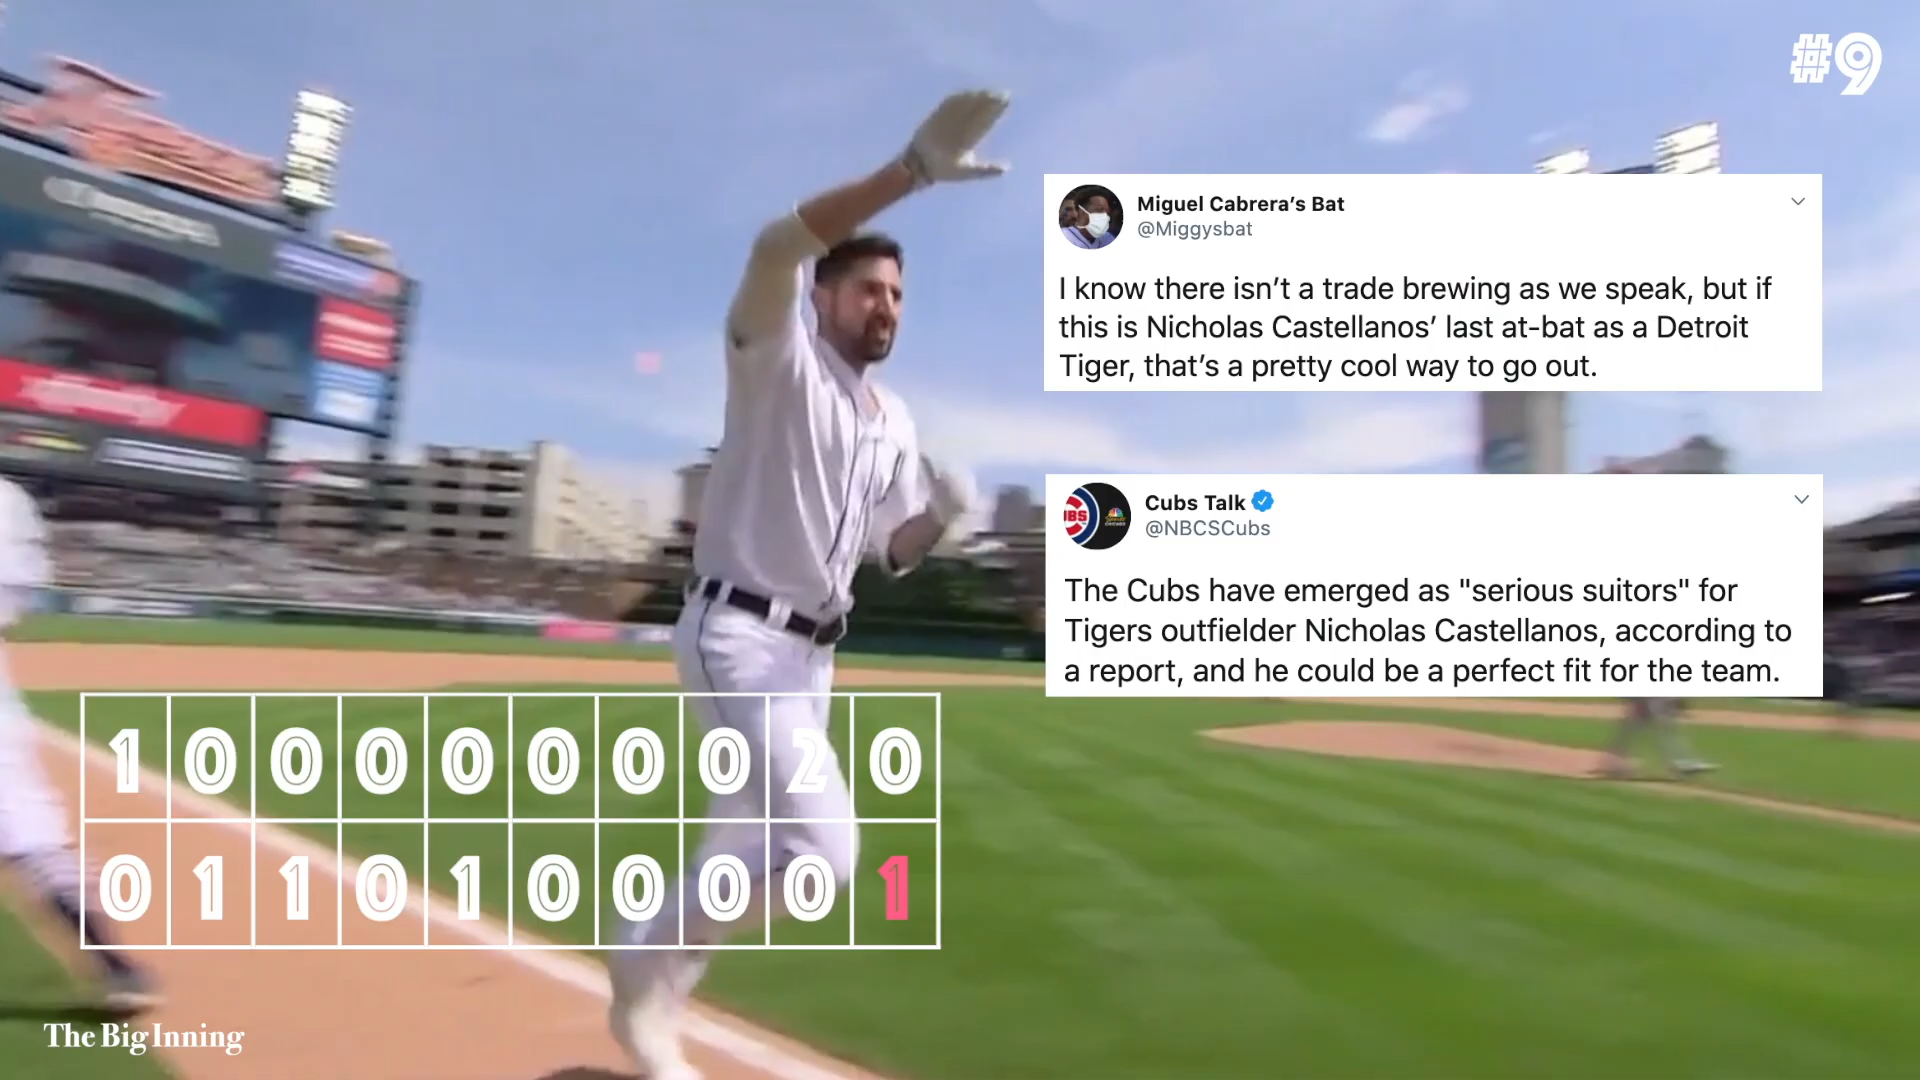 #9
Miguel Cabrera’s Bat
@Miggysbat
I know there isn’t a trade brewing as we speak, but if
this is Nicholas Castellanos’ last at-bat as a Detroit
Tiger, that’s a pretty cool way to go out.
Cubs Talk
@NBCSCubs
The Cubs have emerged as "serious suitors" for
Tigers outfielder Nicholas Castellanos, according to
a report, and he could be a perfect fit for the team.
1 0 0 0 0 0 0 0 2 0
0 1 1 0 1 0 0 0 0 1
The Big Inning